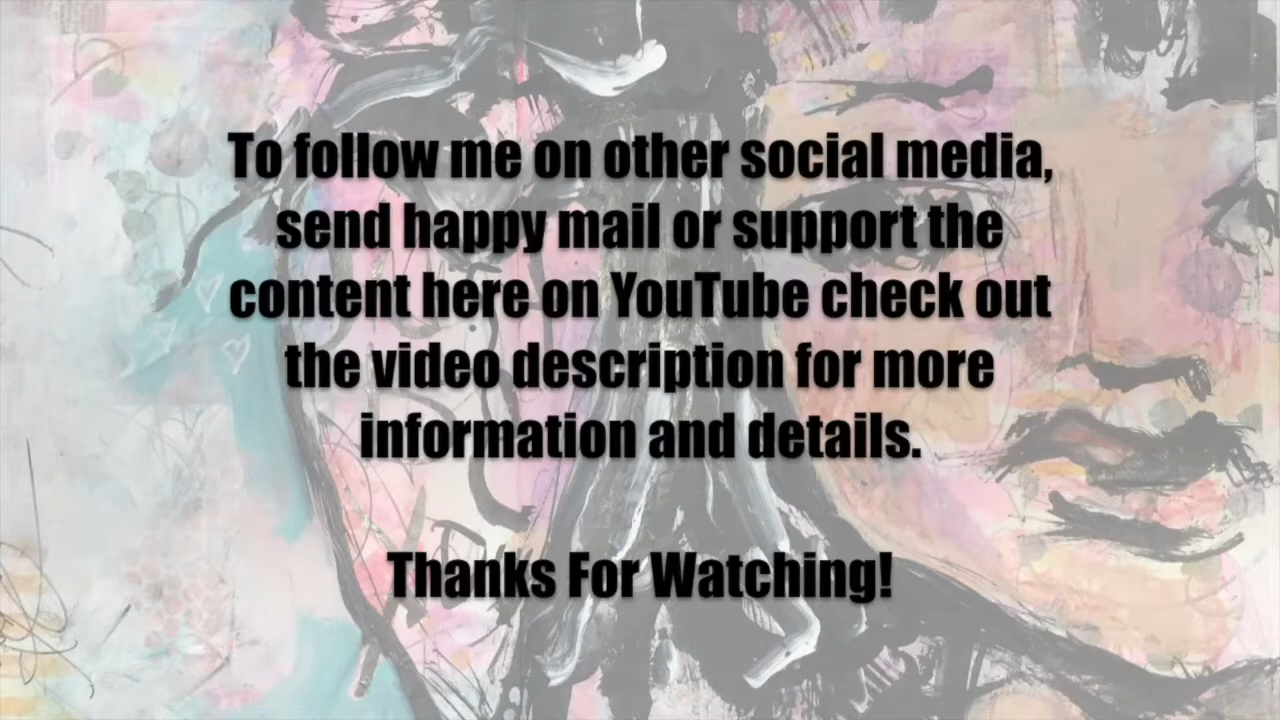 To follow me on other social media,
send happy mail or support the
content here on YouTube check out
the video description for more
information and details.
Thanks For Watching!